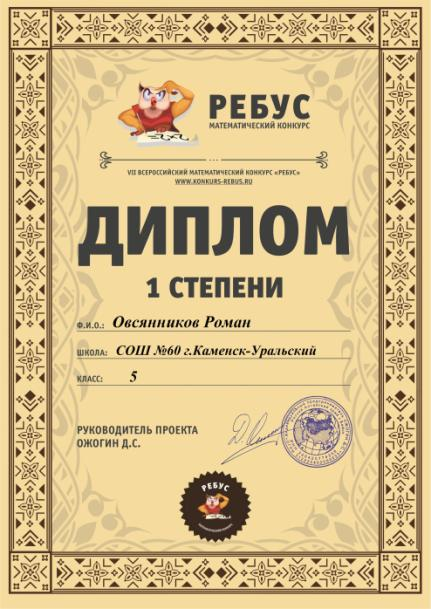 РЕБУС
МАТЕМАТИЧЕСКИЙ КОНКУРС
VII ВСЕРОССИЙСКИЙ МАТЕМАТИЧЕСКИЙ КОНКУРС «РЕБУС»
WWW.KONKURS-REBUS.RU
ДИПЛОМ
1 СТЕПЕНИ
Ф.И.О.: Овсянников Роман
ШКОЛА: СОШ №60 г.Каменск-Уральский
КЛАСС: 5
РУКОВОДИТЕЛЬ ПРОЕКТА
ОЖОГИН Д.С.
РЕБУС